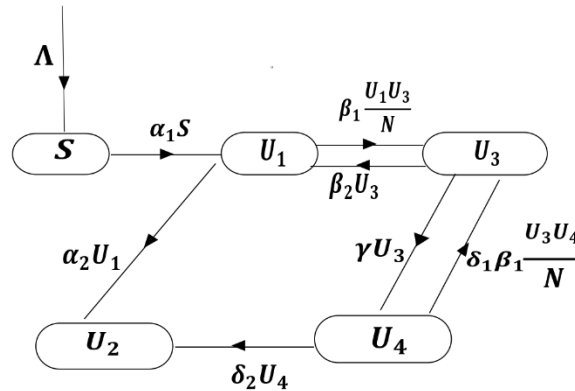 Λ
α₁S
S
U₁
β₁ U₁U₃/N
β₂U₃
U₃
α₂U₁
γU₃
δ₁β₁ U₃U₄/N
U₂
δ₂U₄
U₄